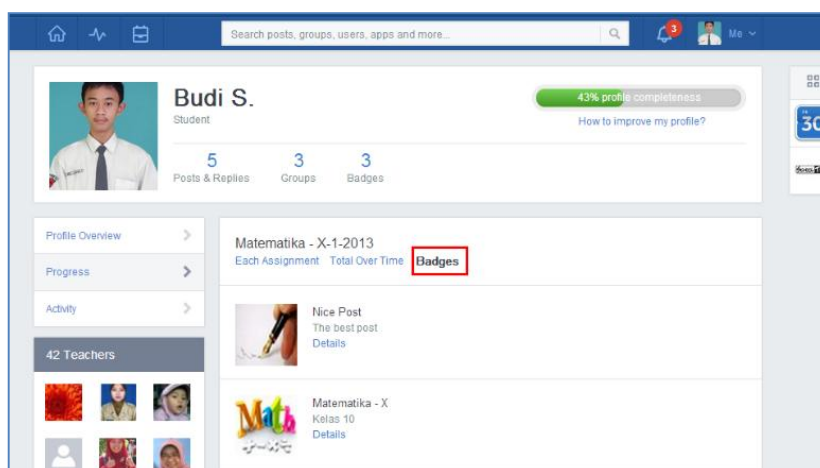 Search posts, groups, users, apps and more...
3
Me
Budi S.
Student
43% profile completeness
How to improve my profile?
5 3 3
Posts & Replies Groups Badges
30
Profile Overview
Progress
Activity
Matematika - X-1-2013
Each Assignment Total Over Time Badges
Nice Post
The best post
Details
42 Teachers
Math
Matematika - X
Kelas 10
Details